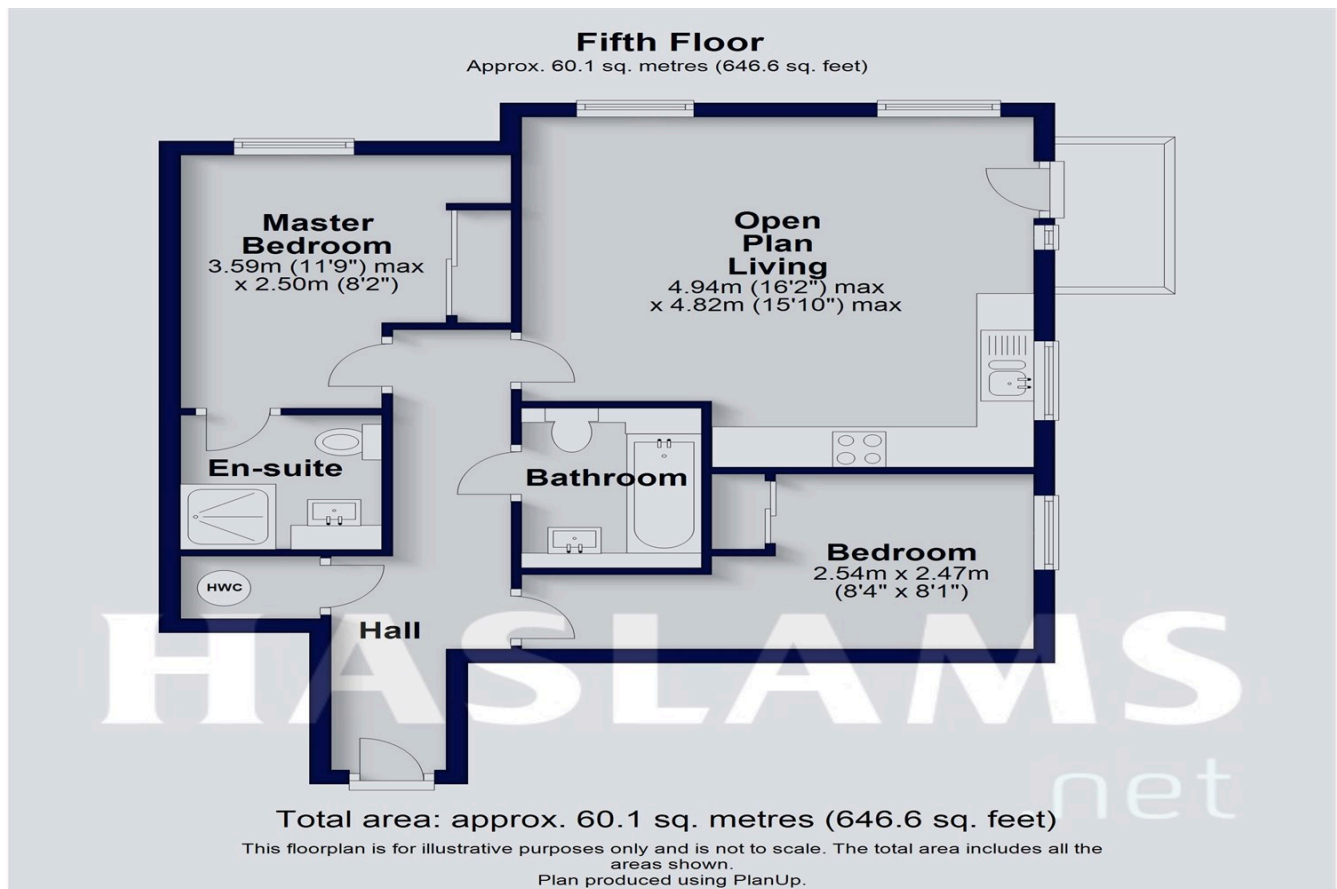 Fifth Floor
Approx. 60.1 sq. metres (646.6 sq. feet)
Master
Bedroom
3.59m (11'9") max
x 2.50m (8'2")
Open
Plan
Living
4.94m (16'2") max
x 4.82m (15'10") max
En-suite
Bathroom
Bedroom
2.54m x 2.47m
(8'4" x 8'1")
HWC
Hall
HASLAMS
.net
Total area: approx. 60.1 sq. metres (646.6 sq. feet)
This floorplan is for illustrative purposes only and is not to scale. The total area includes all the
areas shown.
Plan produced using PlanUp.